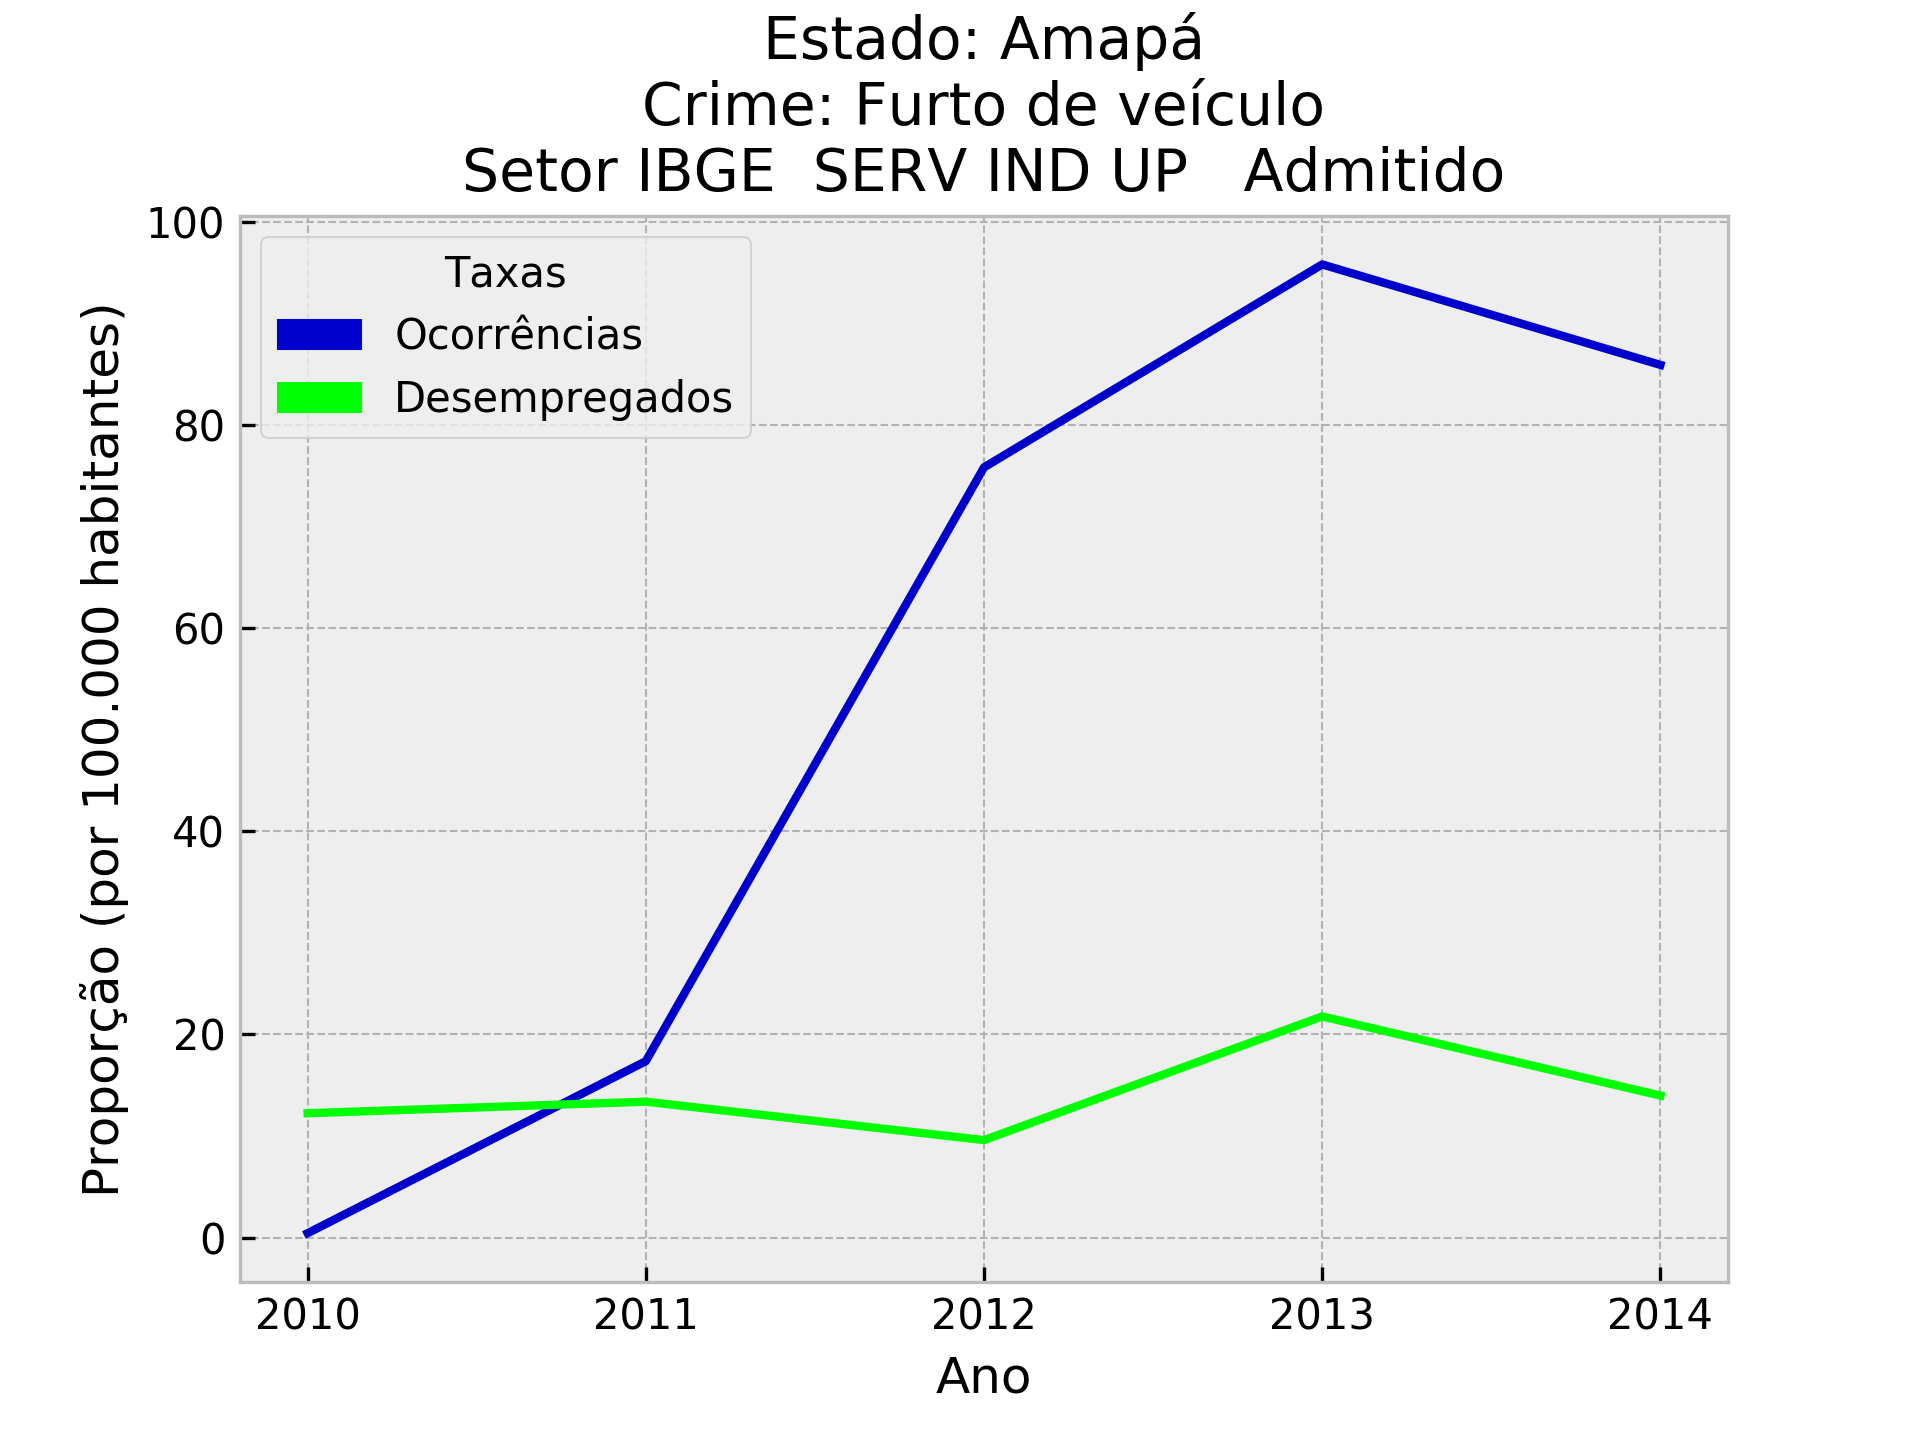 Estado: Amapá
Crime: Furto de veículo
Setor IBGE  SERV IND UP   Admitido
100
80
60
40
20
0
Proporção (por 100.000 habitantes)
Taxas
Ocorrências
Desempregados
2010 2011 2012 2013 2014
Ano